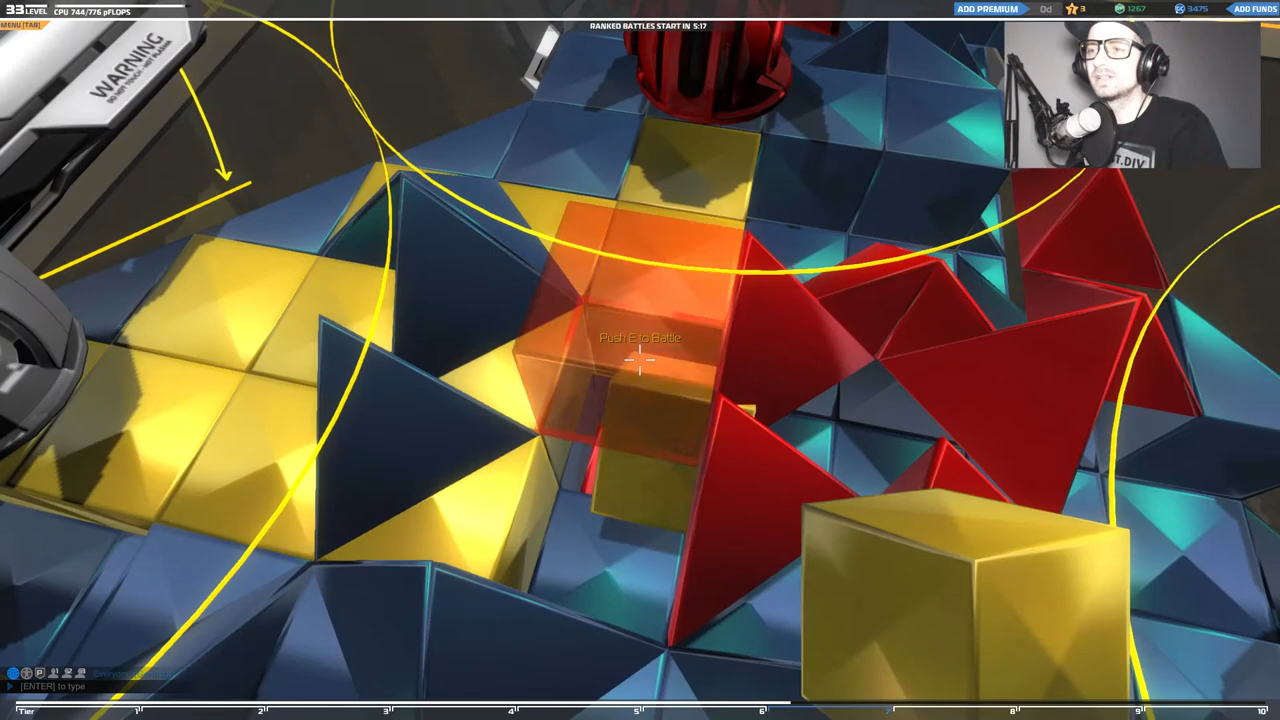 33 LEVEL
CPU 744/776 pFLOPS
ADD PREMIUM
0d
3
1267
3475
ADD FUNDS
MENU [TAB]
RANKED BATTLES START IN 5:17
WARNING
Push E to Battle
[ENTER] to type
Tier 1 2 3 4 5 6 7 8 9 10